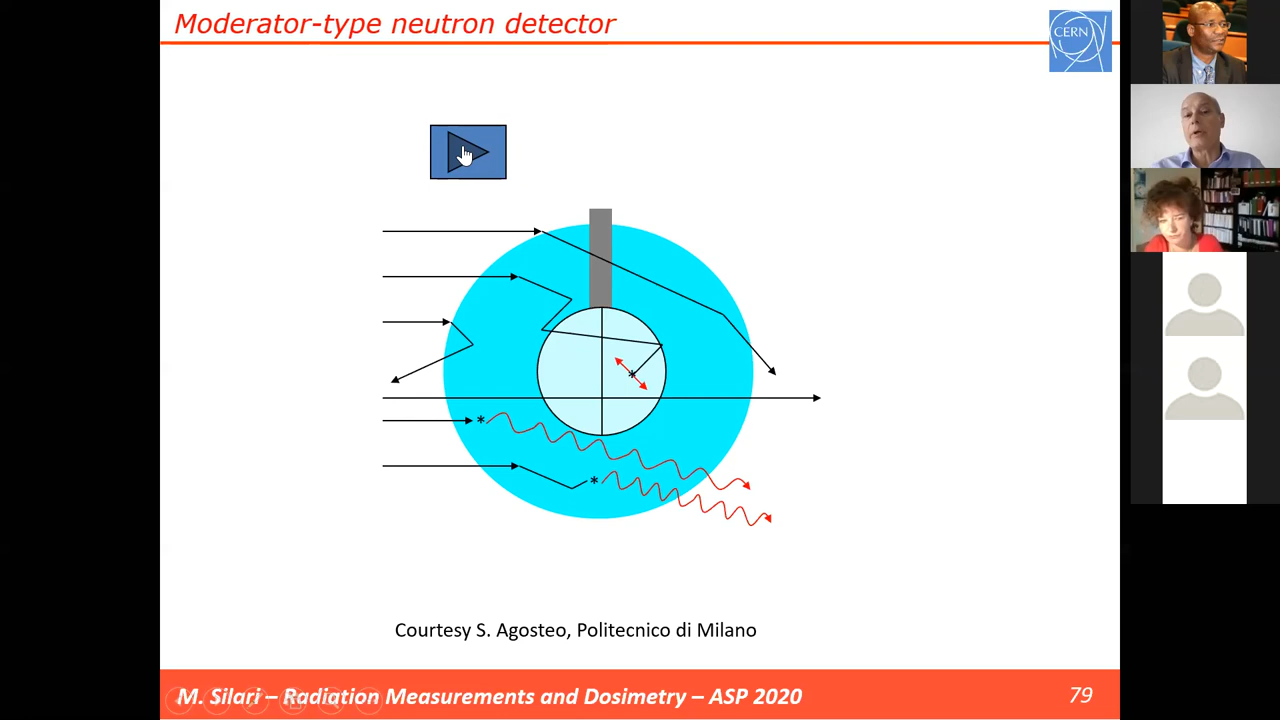 Moderator-type neutron detector
CERN
*
*
*
Courtesy S. Agosteo, Politecnico di Milano
M. Silari – Radiation Measurements and Dosimetry – ASP 2020
79